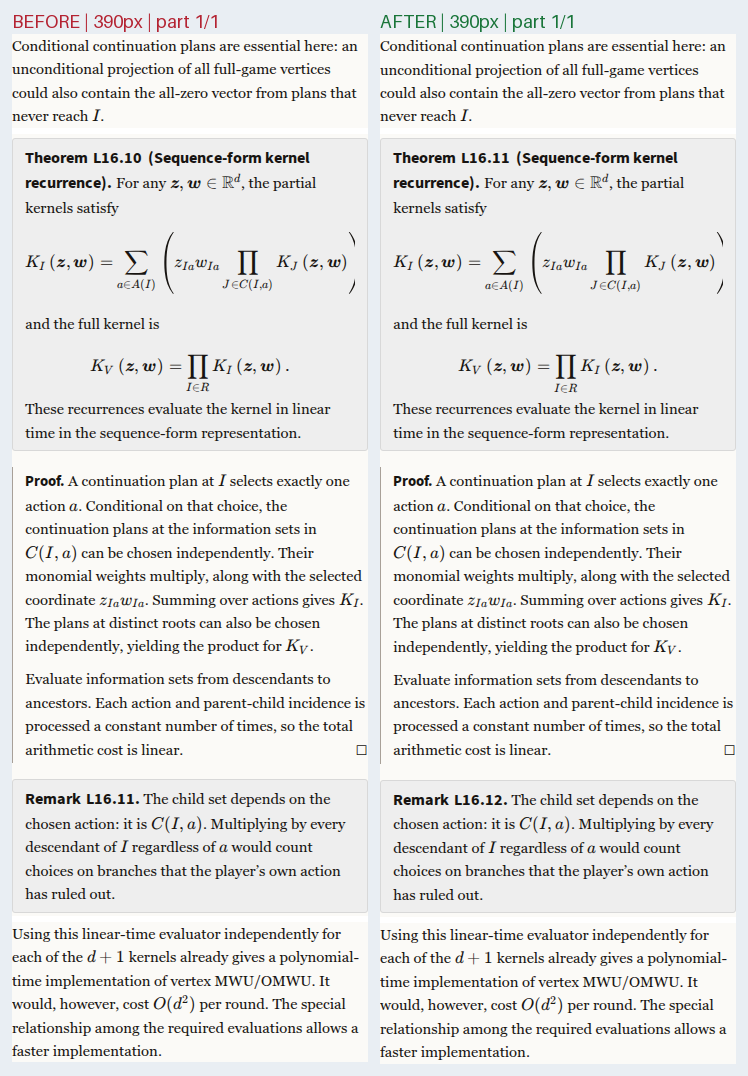 BEFORE | 390px | part 1/1
Conditional continuation plans are essential here: an
unconditional projection of all full-game vertices
could also contain the all-zero vector from plans that
never reach I.
Theorem L16.10 (Sequence-form kernel
recurrence). For any z, w ∈ ℝ^d, the partial
kernels satisfy
K_I (z, w) = ∑_{a∈A(I)} ( z_{Ia} w_{Ia} ∏_{J∈C(I,a)} K_J (z, w) )
and the full kernel is
K_V (z, w) = ∏_{I∈R} K_I (z, w) .
These recurrences evaluate the kernel in linear
time in the sequence-form representation.
Proof. A continuation plan at I selects exactly one
action a. Conditional on that choice, the
continuation plans at the information sets in
C(I, a) can be chosen independently. Their
monomial weights multiply, along with the selected
coordinate z_{Ia} w_{Ia}. Summing over actions gives K_I.
The plans at distinct roots can also be chosen
independently, yielding the product for K_V.
Evaluate information sets from descendants to
ancestors. Each action and parent-child incidence is
processed a constant number of times, so the total
arithmetic cost is linear. □
Remark L16.11. The child set depends on the
chosen action: it is C(I, a). Multiplying by every
descendant of I regardless of a would count
choices on branches that the player’s own action
has ruled out.
Using this linear-time evaluator independently for
each of the d + 1 kernels already gives a polynomial-
time implementation of vertex MWU/OMWU. It
would, however, cost O(d²) per round. The special
relationship among the required evaluations allows a
faster implementation.
AFTER | 390px | part 1/1
Conditional continuation plans are essential here: an
unconditional projection of all full-game vertices
could also contain the all-zero vector from plans that
never reach I.
Theorem L16.11 (Sequence-form kernel
recurrence). For any z, w ∈ ℝ^d, the partial
kernels satisfy
K_I (z, w) = ∑_{a∈A(I)} ( z_{Ia} w_{Ia} ∏_{J∈C(I,a)} K_J (z, w) )
and the full kernel is
K_V (z, w) = ∏_{I∈R} K_I (z, w) .
These recurrences evaluate the kernel in linear
time in the sequence-form representation.
Proof. A continuation plan at I selects exactly one
action a. Conditional on that choice, the
continuation plans at the information sets in
C(I, a) can be chosen independently. Their
monomial weights multiply, along with the selected
coordinate z_{Ia} w_{Ia}. Summing over actions gives K_I.
The plans at distinct roots can also be chosen
independently, yielding the product for K_V.
Evaluate information sets from descendants to
ancestors. Each action and parent-child incidence is
processed a constant number of times, so the total
arithmetic cost is linear. □
Remark L16.12. The child set depends on the
chosen action: it is C(I, a). Multiplying by every
descendant of I regardless of a would count
choices on branches that the player’s own action
has ruled out.
Using this linear-time evaluator independently for
each of the d + 1 kernels already gives a polynomial-
time implementation of vertex MWU/OMWU. It
would, however, cost O(d²) per round. The special
relationship among the required evaluations allows a
faster implementation.